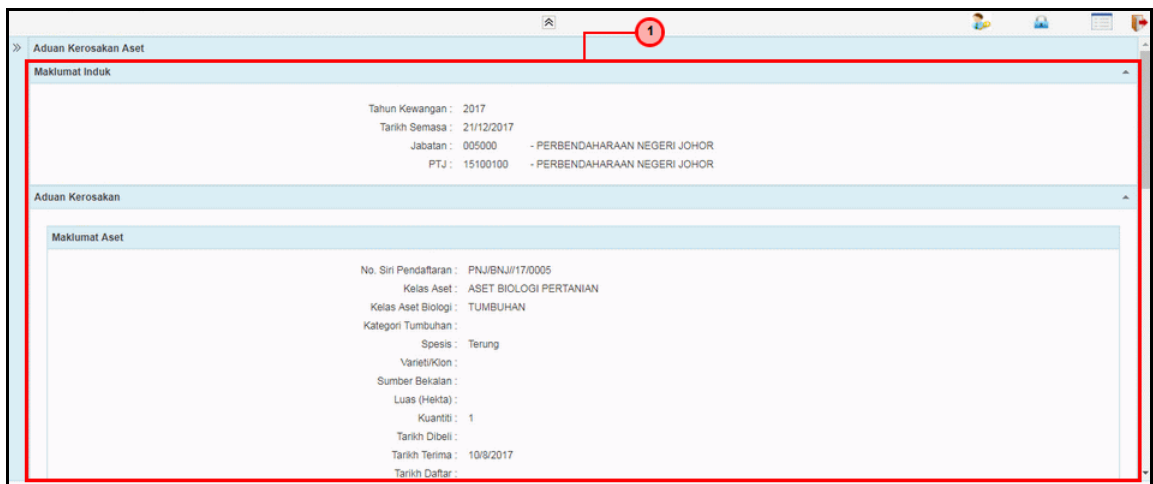 1
Aduan Kerosakan Aset
Maklumat Induk
Tahun Kewangan : 2017
Tarikh Semasa : 21/12/2017
Jabatan : 005000 - PERBENDAHARAAN NEGERI JOHOR
PTJ : 15100100 - PERBENDAHARAAN NEGERI JOHOR
Aduan Kerosakan
Maklumat Aset
No. Siri Pendaftaran : PNJ/BNJ//17/0005
Kelas Aset : ASET BIOLOGI PERTANIAN
Kelas Aset Biologi : TUMBUHAN
Kategori Tumbuhan :
Spesis : Terung
Varieti/Klon :
Sumber Bekalan :
Luas (Hekta) :
Kuantiti : 1
Tarikh Dibeli :
Tarikh Terima : 10/8/2017
Tarikh Daftar :